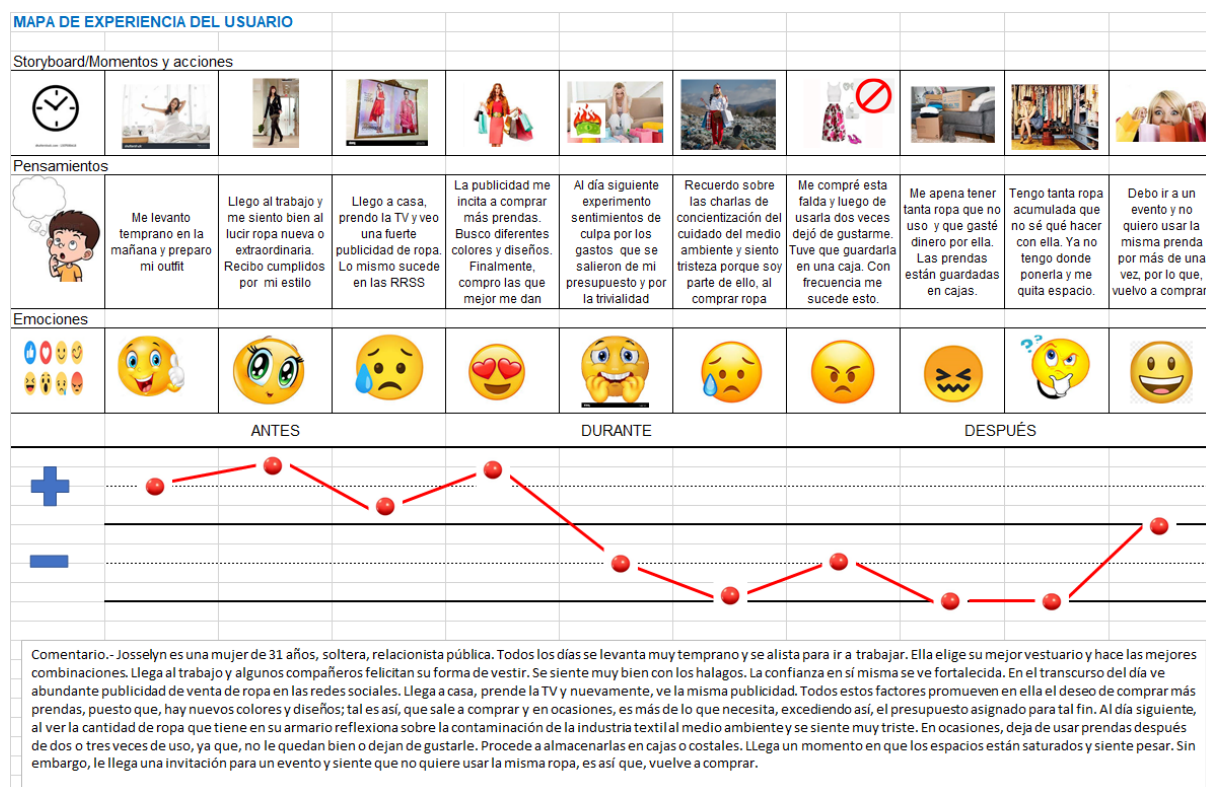 MAPA DE EXPERIENCIA DEL USUARIO
Storyboard/Momentos y acciones
Pensamientos
Me levanto
temprano en la
mañana y preparo
mi outfit
Llego al trabajo y
me siento bien al
lucir ropa nueva o
extraordinaria.
Recibo cumplidos
por mi estilo
Llego a casa,
prendo la TV y veo
una fuerte
publicidad de ropa.
Lo mismo sucede
en las RRSS
La publicidad me
incita a comprar
más prendas.
Busco diferentes
colores y diseños.
Finalmente,
compro las que
mejor me dan
Al día siguiente
experimento
sentimientos de
culpa por los
gastos que se
salieron de mi
presupuesto y por
la trivialidad
Recuerdo sobre
las charlas de
concientización del
cuidado del medio
ambiente y siento
tristeza porque soy
parte de ello, al
comprar ropa
Me compré esta
falda y luego de
usarla dos veces
dejó de gustarme.
Tuve que guardarla
en una caja. Con
frecuencia me
sucede esto.
Me apena tener
tanta ropa que no
uso y que gasté
dinero por ella.
Las prendas
están guardadas
en cajas.
Tengo tanta ropa
acumulada que
no sé qué hacer
con ella. Ya no
tengo donde
ponerla y me
quita espacio.
Debo ir a un
evento y no
quiero usar la
misma prenda
por más de una
vez, por lo que,
vuelvo a comprar
Emociones
ANTES
DURANTE
DESPUÉS
Comentario.- Josselyn es una mujer de 31 años, soltera, relacionista pública. Todos los días se levanta muy temprano y se alista para ir a trabajar. Ella elige su mejor vestuario y hace las mejores
combinaciones. Llega al trabajo y algunos compañeros felicitan su forma de vestir. Se siente muy bien con los halagos. La confianza en sí misma se ve fortalecida. En el transcurso del día ve
abundante publicidad de venta de ropa en las redes sociales. Llega a casa, prende la TV y nuevamente, ve la misma publicidad. Todos estos factores promueven en ella el deseo de comprar más
prendas, puesto que, hay nuevos colores y diseños; tal es así, que sale a comprar y en ocasiones, es más de lo que necesita, excediendo así, el presupuesto asignado para tal fin. Al día siguiente,
al ver la cantidad de ropa que tiene en su armario reflexiona sobre la contaminación de la industria textil al medio ambiente y se siente muy triste. En ocasiones, deja de usar prendas después
de dos o tres veces de uso, ya que, no le quedan bien o dejan de gustarle. Procede a almacenarlas en cajas o costales. LLega un momento en que los espacios están saturados y siente pesar. Sin
embargo, le llega una invitación para un evento y siente que no quiere usar la misma ropa, es así que, vuelve a comprar.